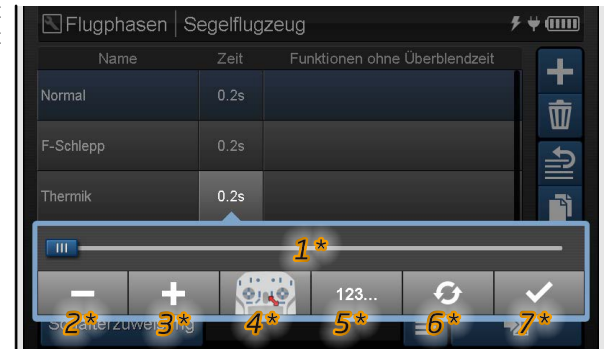 Flugphasen | Segelflugzeug
Name Zeit Funktionen ohne Überblendzeit
Normal 0.2s
F-Schlepp 0.2s
Thermik 0.2s
1*
123...
2* 3* 4* 5* 6* 7*
Schalterzuweisung